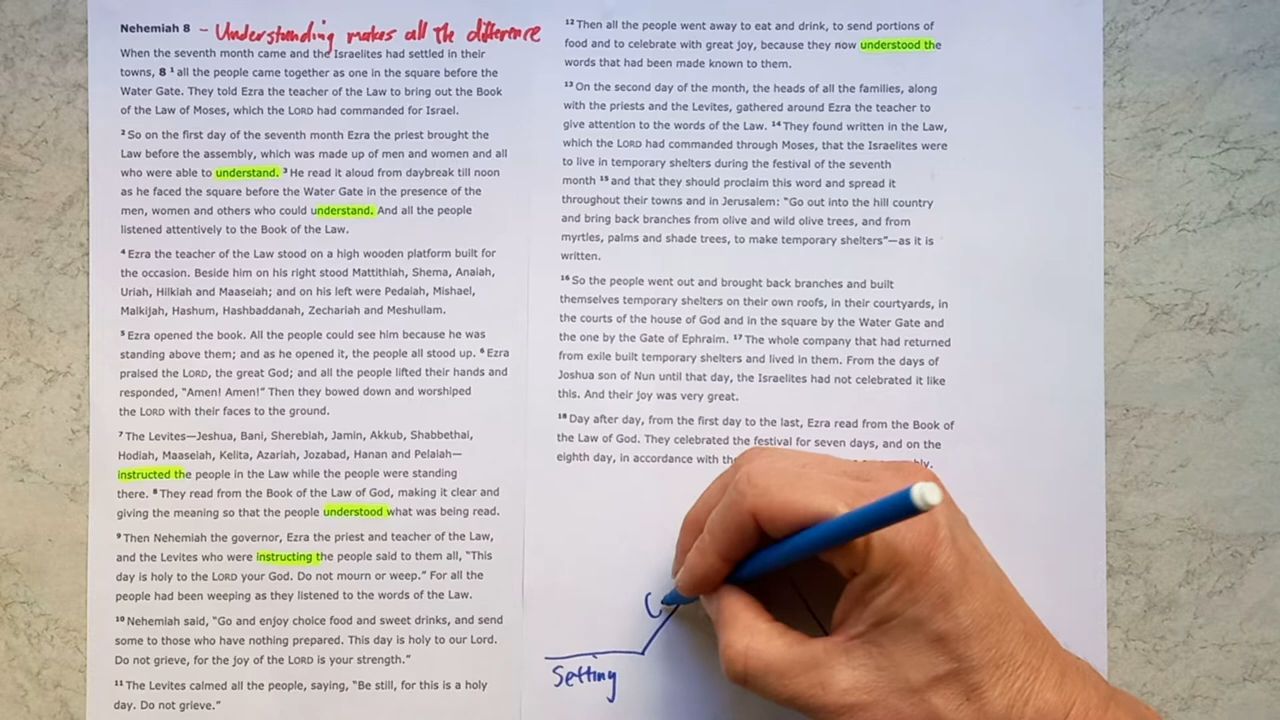 Nehemiah 8 - Understanding makes all the difference
When the seventh month came and the Israelites had settled in their
towns, 8 1 all the people came together as one in the square before the
Water Gate. They told Ezra the teacher of the Law to bring out the Book
of the Law of Moses, which the LORD had commanded for Israel.
2 So on the first day of the seventh month Ezra the priest brought the
Law before the assembly, which was made up of men and women and all
who were able to understand. 3 He read it aloud from daybreak till noon
as he faced the square before the Water Gate in the presence of the
men, women and others who could understand. And all the people
listened attentively to the Book of the Law.
4 Ezra the teacher of the Law stood on a high wooden platform built for
the occasion. Beside him on his right stood Mattithiah, Shema, Anaiah,
Uriah, Hilkiah and Maaseiah; and on his left were Pedaiah, Mishael,
Malkijah, Hashum, Hashbaddanah, Zechariah and Meshullam.
5 Ezra opened the book. All the people could see him because he was
standing above them; and as he opened it, the people all stood up. 6 Ezra
praised the LORD, the great God; and all the people lifted their hands and
responded, "Amen! Amen!" Then they bowed down and worshiped
the LORD with their faces to the ground.
7 The Levites—Jeshua, Bani, Sherebiah, Jamin, Akkub, Shabbethai,
Hodiah, Maaseiah, Kelita, Azariah, Jozabad, Hanan and Pelaiah—
instructed the people in the Law while the people were standing
there. 8 They read from the Book of the Law of God, making it clear and
giving the meaning so that the people understood what was being read.
9 Then Nehemiah the governor, Ezra the priest and teacher of the Law,
and the Levites who were instructing the people said to them all, "This
day is holy to the LORD your God. Do not mourn or weep." For all the
people had been weeping as they listened to the words of the Law.
10 Nehemiah said, "Go and enjoy choice food and sweet drinks, and send
some to those who have nothing prepared. This day is holy to our Lord.
Do not grieve, for the joy of the LORD is your strength."
11 The Levites calmed all the people, saying, "Be still, for this is a holy
day. Do not grieve."
12 Then all the people went away to eat and drink, to send portions of
food and to celebrate with great joy, because they now understood the
words that had been made known to them.
13 On the second day of the month, the heads of all the families, along
with the priests and the Levites, gathered around Ezra the teacher to
give attention to the words of the Law. 14 They found written in the Law,
which the LORD had commanded through Moses, that the Israelites were
to live in temporary shelters during the festival of the seventh
month 15 and that they should proclaim this word and spread it
throughout their towns and in Jerusalem: "Go out into the hill country
and bring back branches from olive and wild olive trees, and from
myrtles, palms and shade trees, to make temporary shelters"—as it is
written.
16 So the people went out and brought back branches and built
themselves temporary shelters on their own roofs, in their courtyards, in
the courts of the house of God and in the square by the Water Gate and
the one by the Gate of Ephraim. 17 The whole company that had returned
from exile built temporary shelters and lived in them. From the days of
Joshua son of Nun until that day, the Israelites had not celebrated it like
this. And their joy was very great.
18 Day after day, from the first day to the last, Ezra read from the Book of
the Law of God. They celebrated the festival for seven days, and on the
eighth day, in accordance with
Setting